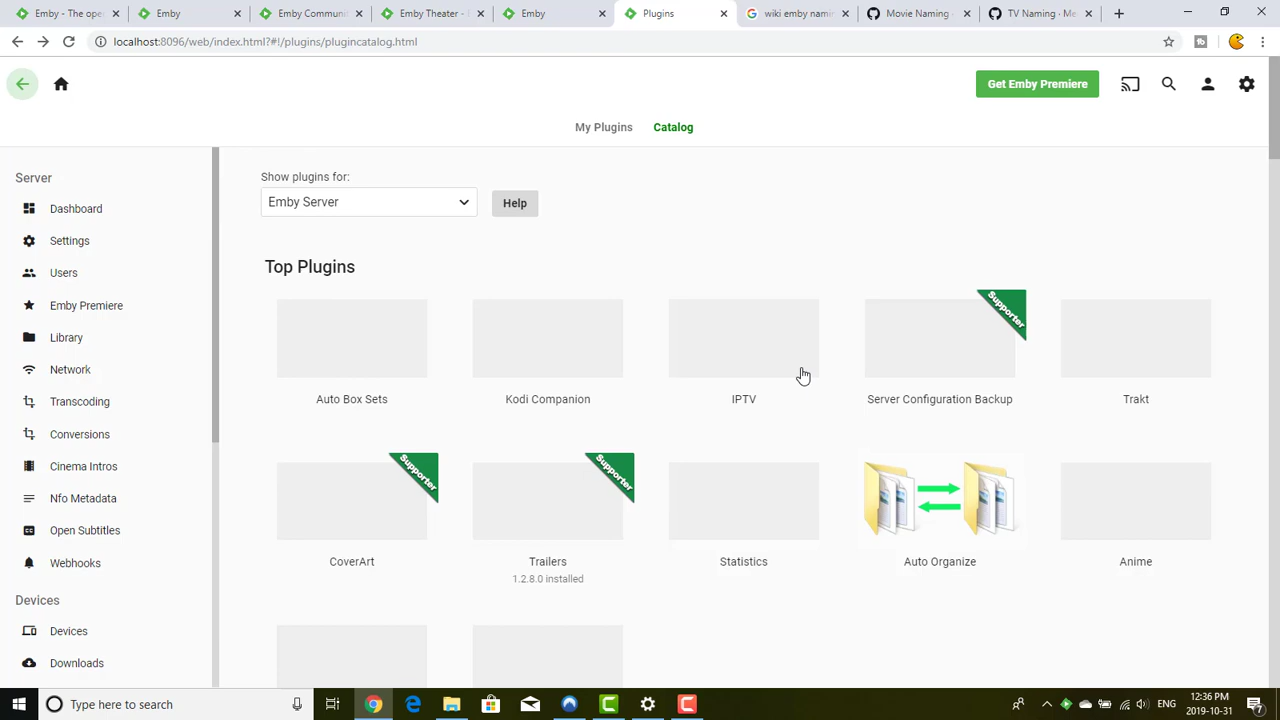 Emby - The ope
Emby
Emby Communi
Emby Theater - 
Emby
Plugins
wiki emby namin
Movie Naming -
TV Naming - Me
localhost:8096/web/index.html?#!/plugins/plugincatalog.html
Get Emby Premiere
My Plugins
Catalog
Server
Dashboard
Settings
Users
Emby Premiere
Library
Network
Transcoding
Conversions
Cinema Intros
Nfo Metadata
Open Subtitles
Webhooks
Devices
Devices
Downloads
Show plugins for:
Emby Server
Help
Top Plugins
Supporter
Auto Box Sets
Kodi Companion
IPTV
Server Configuration Backup
Trakt
Supporter
Supporter
CoverArt
Trailers
1.2.8.0 installed
Statistics
Auto Organize
Anime
Type here to search
ENG
12:36 PM
2019-10-31